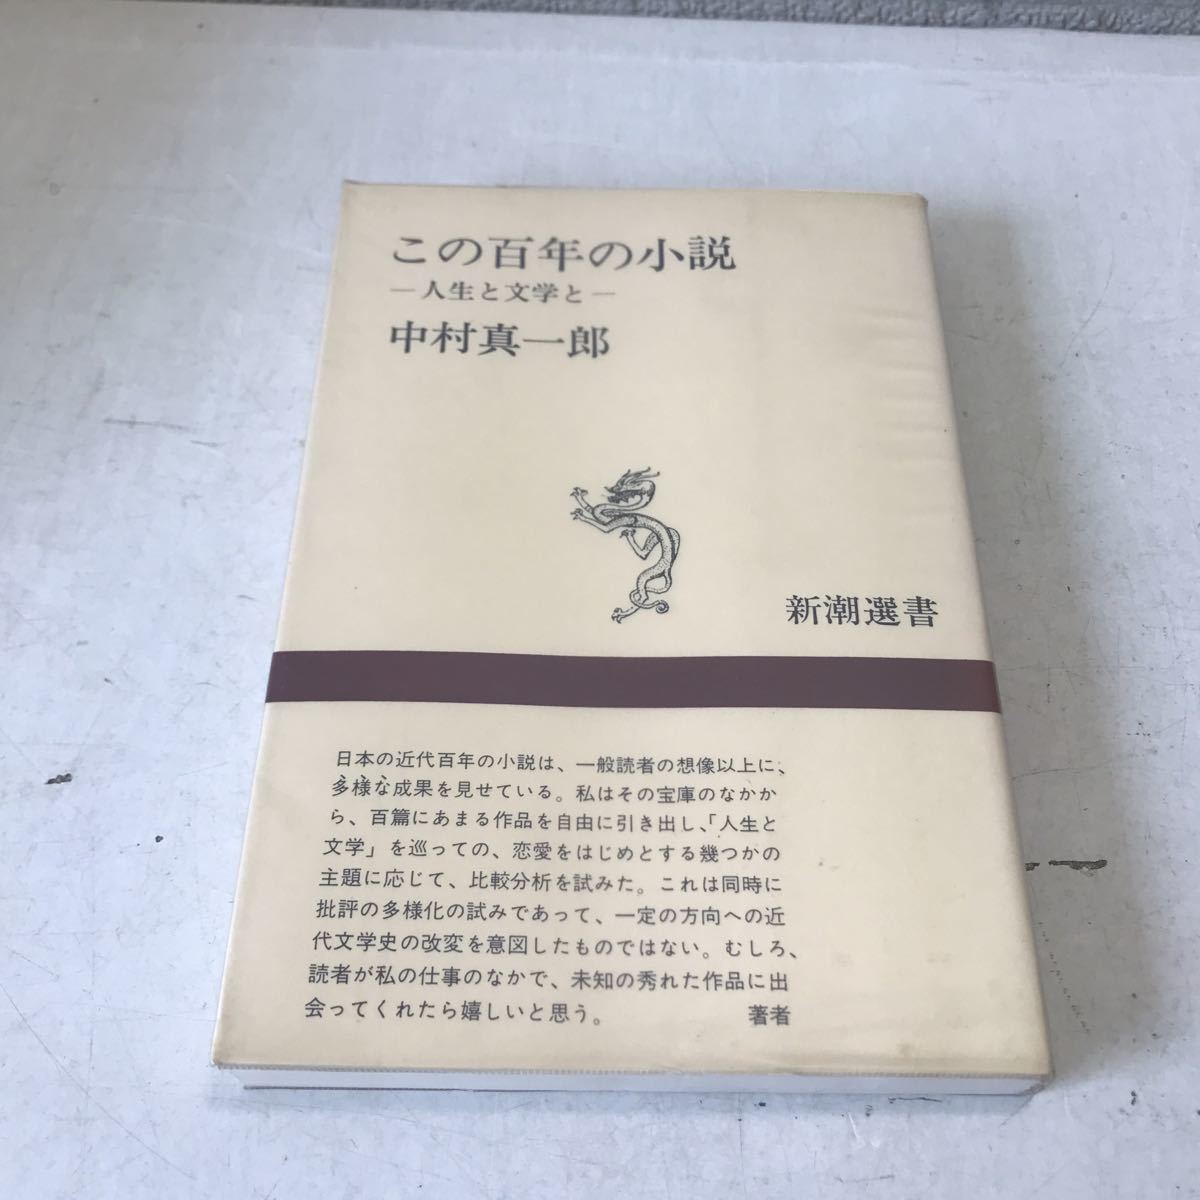 この百年の小説
―人生と文学と―
中村真一郎
新潮選書
日本の近代百年の小説は、一般読者の想像以上に、
多様な成果を見せている。私はその宝庫のなかか
ら、百篇にあまる作品を自由に引き出し、「人生と
文学」を巡っての、恋愛をはじめとする幾つかの
主題に応じて、比較分析を試みた。これは同時に
批評の多様化の試みであって、一定の方向への近
代文学史の改変を意図したものではない。むしろ、
読者が私の仕事のなかで、未知の秀れた作品に出
会ってくれたら嬉しいと思う。 著者